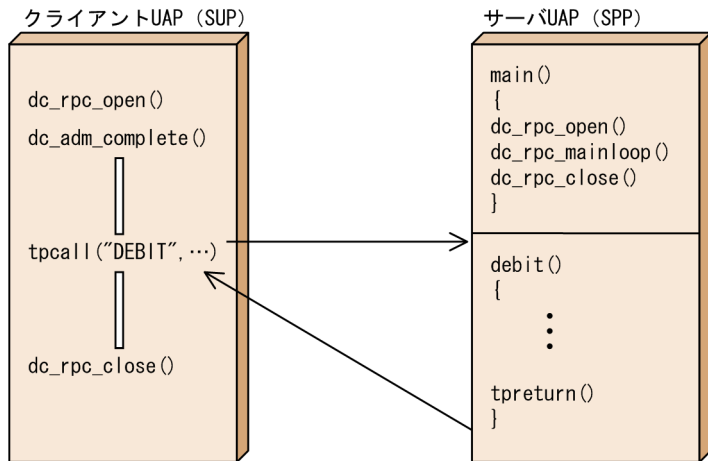 クライアントUAP(SUP)
dc_rpc_open()
dc_adm_complete()
tpcall("DEBIT",…)
dc_rpc_close()
サーバUAP(SPP)
main()
{
dc_rpc_open()
dc_rpc_mainloop()
dc_rpc_close()
}
debit()
{
⋮
tpreturn()
}